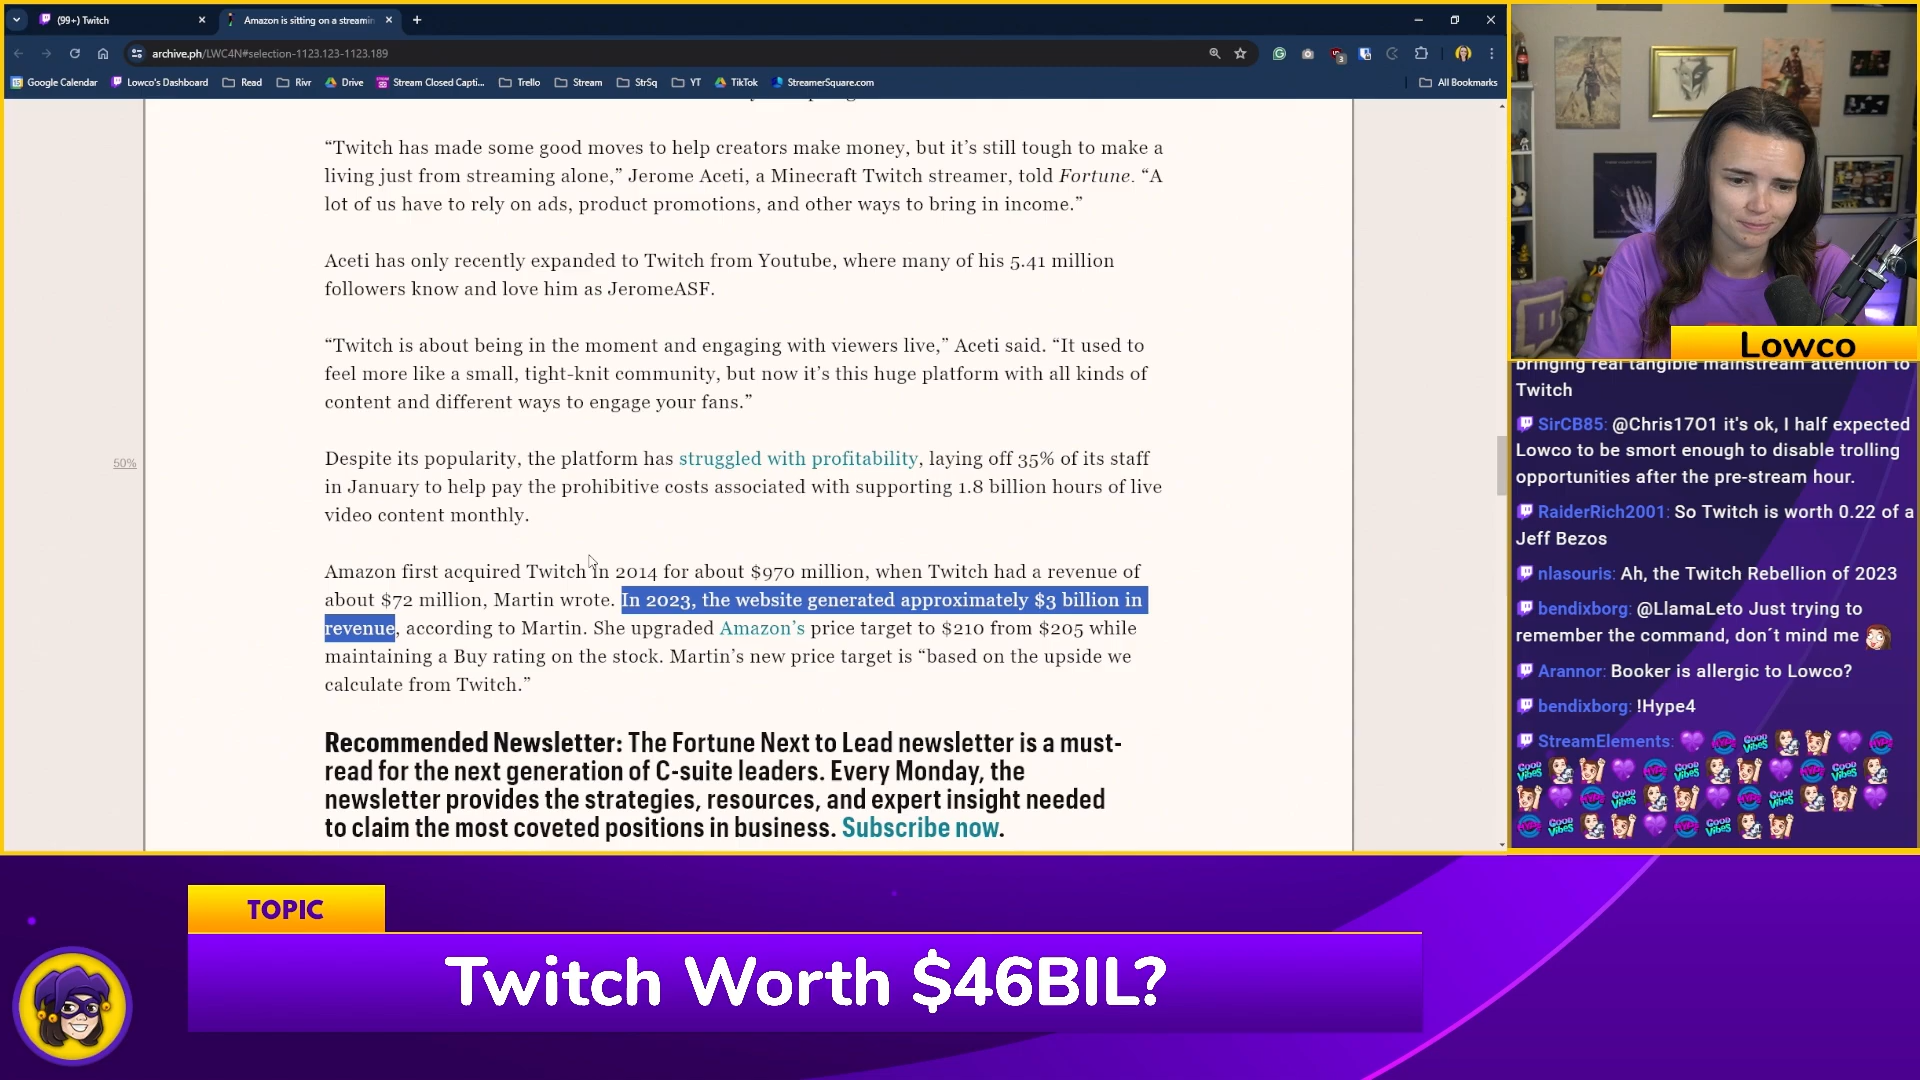 (99+) Twitch
Amazon is sitting on a streamin
archive.ph/LWC4N#selection-1123.123-1123.189
Google Calendar
Lowco's Dashboard
Read
Rivr
Drive
Stream Closed Capti...
Trello
Stream
StrSq
YT
TikTok
StreamerSquare.com
All Bookmarks
“Twitch has made some good moves to help creators make money, but it’s still tough to make a
living just from streaming alone,” Jerome Aceti, a Minecraft Twitch streamer, told Fortune. “A
lot of us have to rely on ads, product promotions, and other ways to bring in income.”
Aceti has only recently expanded to Twitch from Youtube, where many of his 5.41 million
followers know and love him as JeromeASF.
“Twitch is about being in the moment and engaging with viewers live,” Aceti said. “It used to
feel more like a small, tight-knit community, but now it’s this huge platform with all kinds of
content and different ways to engage your fans.”
50%
Despite its popularity, the platform has struggled with profitability, laying off 35% of its staff
in January to help pay the prohibitive costs associated with supporting 1.8 billion hours of live
video content monthly.
Amazon first acquired Twitch in 2014 for about $970 million, when Twitch had a revenue of
about $72 million, Martin wrote. In 2023, the website generated approximately $3 billion in
revenue, according to Martin. She upgraded Amazon’s price target to $210 from $205 while
maintaining a Buy rating on the stock. Martin’s new price target is “based on the upside we
calculate from Twitch.”
Recommended Newsletter: The Fortune Next to Lead newsletter is a must-
read for the next generation of C-suite leaders. Every Monday, the
newsletter provides the strategies, resources, and expert insight needed
to claim the most coveted positions in business. Subscribe now.
Lowco
bringing real tangible mainstream attention to
Twitch
SirCB85: @Chris17O1 it's ok, I half expected
Lowco to be smort enough to disable trolling
opportunities after the pre-stream hour.
RaiderRich2001: So Twitch is worth 0.22 of a
Jeff Bezos
nlasouris: Ah, the Twitch Rebellion of 2023
bendixborg: @LlamaLeto Just trying to
remember the command, don´t mind me
Arannor: Booker is allergic to Lowco?
bendixborg: !Hype4
StreamElements:
TOPIC
Twitch Worth $46BIL?